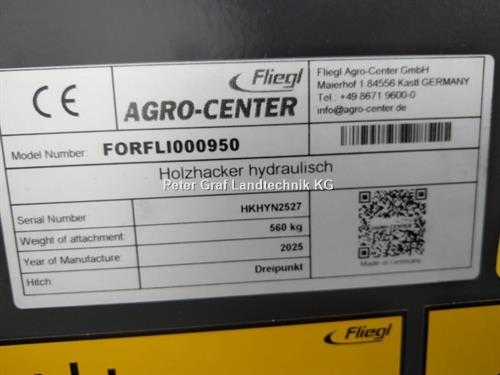 CE
Fliegl
AGRO-CENTER
Fliegl Agro-Center GmbH
Maierhof 1 84556 Kastl GERMANY
Tel.: +49 8671 9600-0
info@agro-center.de
Model Number: FORFLI000950
Holzhacker hydraulisch
Peter Graf Landtechnik KG
Serial Number HKHYN2527
Weight of attachment: 560 kg
Year of Manufacture: 2025
Hitch: Dreipunkt
Made in Germany
Fliegl